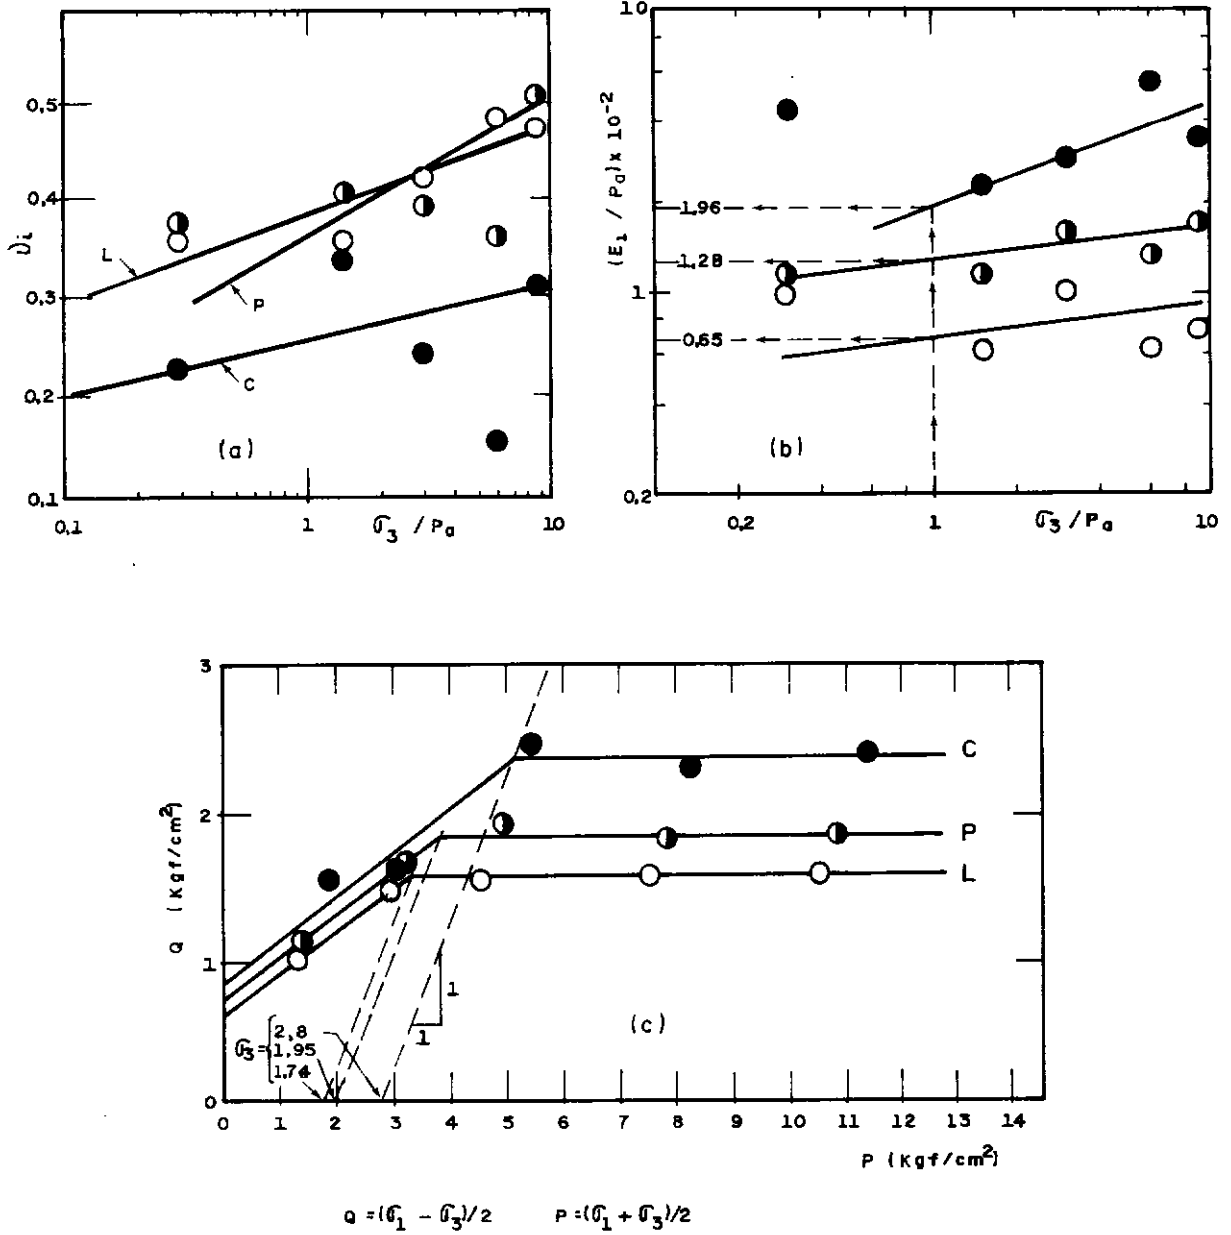 0,5
0,4
0,3
0,2
0,1
νi
L
P
C
(a)
0,1 1 σ3 / Pa 10
10
1
0,2
(E1 / Pa) x 10-2
1,96
1,28
0,65
(b)
0,2 1 σ3 / Pa 10
3
2
1
0
Q (Kgf/cm2)
C
P
L
1
1
(c)
σ3 = { 2,8
1,95
1,74
0 1 2 3 4 5 6 7 8 9 10 11 12 13 14
P (Kgf/cm2)
Q =(σ1 - σ3)/2 P =(σ1 + σ3)/2